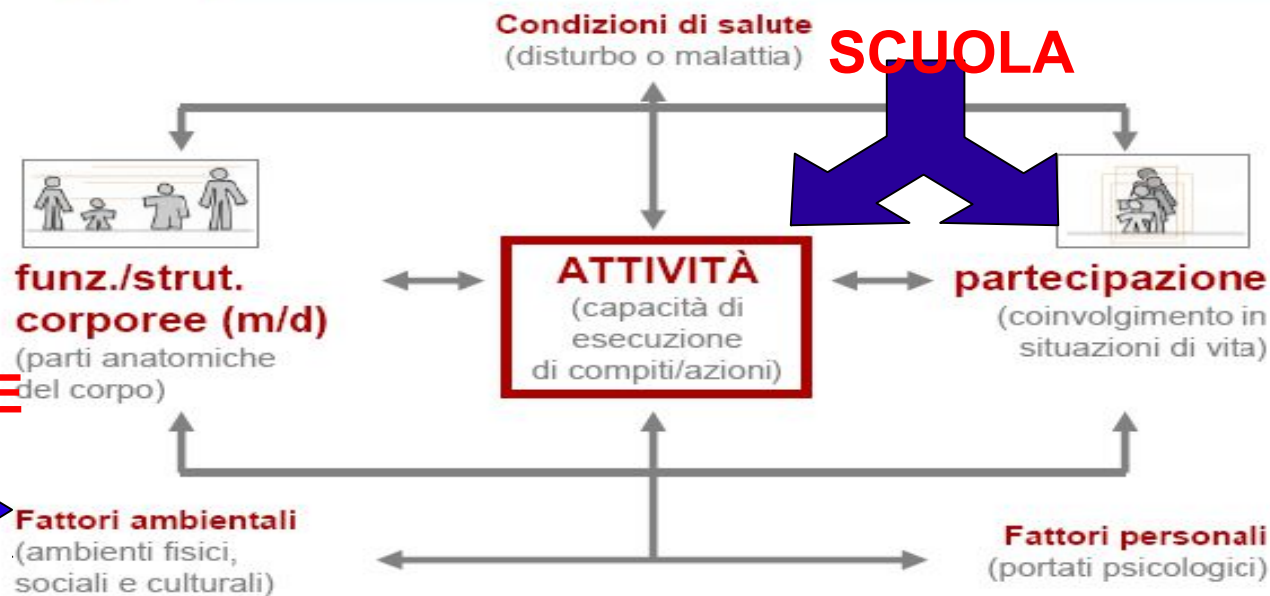 Condizioni di salute
(disturbo o malattia)
SCUOLA
funz./strut.
corporee (m/d)
(parti anatomiche
del corpo)
ATTIVITÀ
(capacità di
esecuzione
di compiti/azioni)
partecipazione
(coinvolgimento in
situazioni di vita)
Fattori ambientali
(ambienti fisici,
sociali e culturali)
Fattori personali
(portati psicologici)